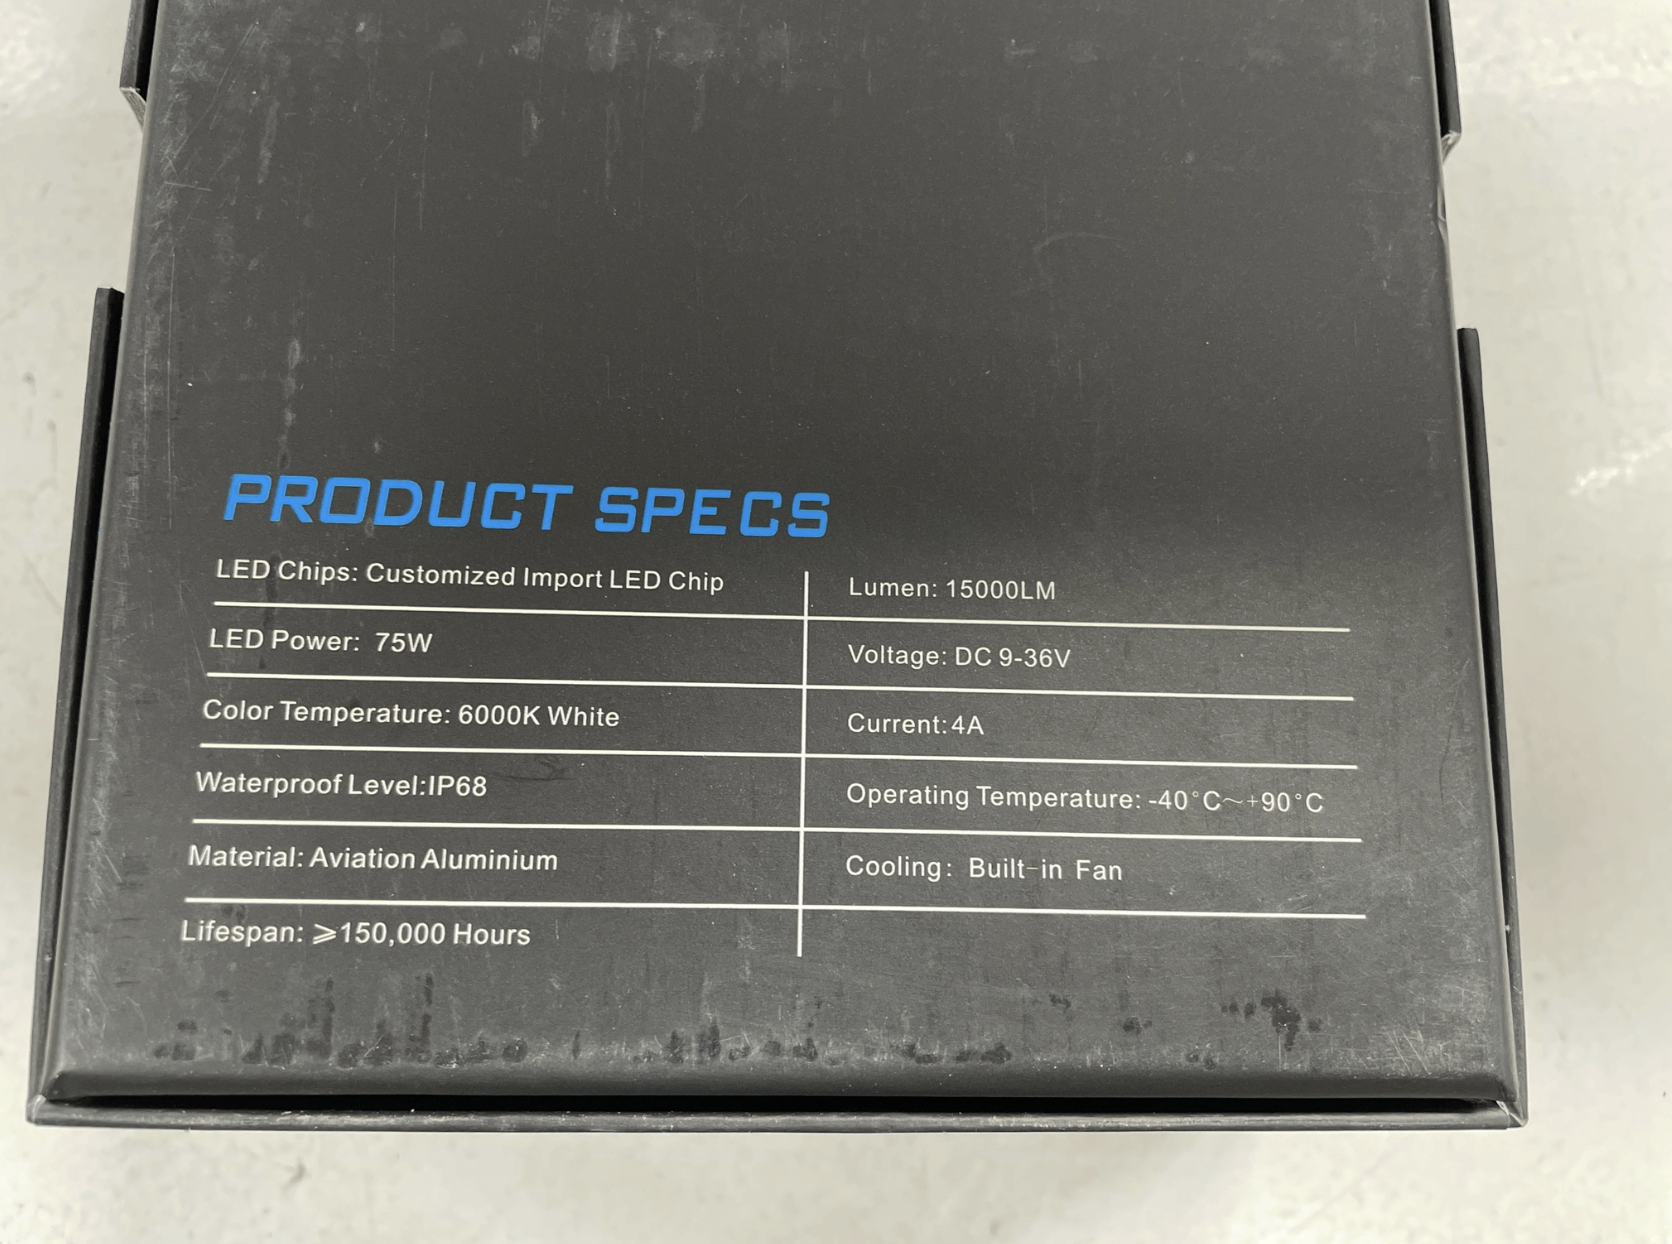 PRODUCT SPECS
LED Chips: Customized Import LED Chip
Lumen: 15000LM
LED Power: 75W
Voltage: DC 9-36V
Color Temperature: 6000K White
Current:4A
Waterproof Level:IP68
Operating Temperature: -40°C~+90°C
Material: Aviation Aluminium
Cooling: Built-in Fan
Lifespan: ⩾150,000 Hours